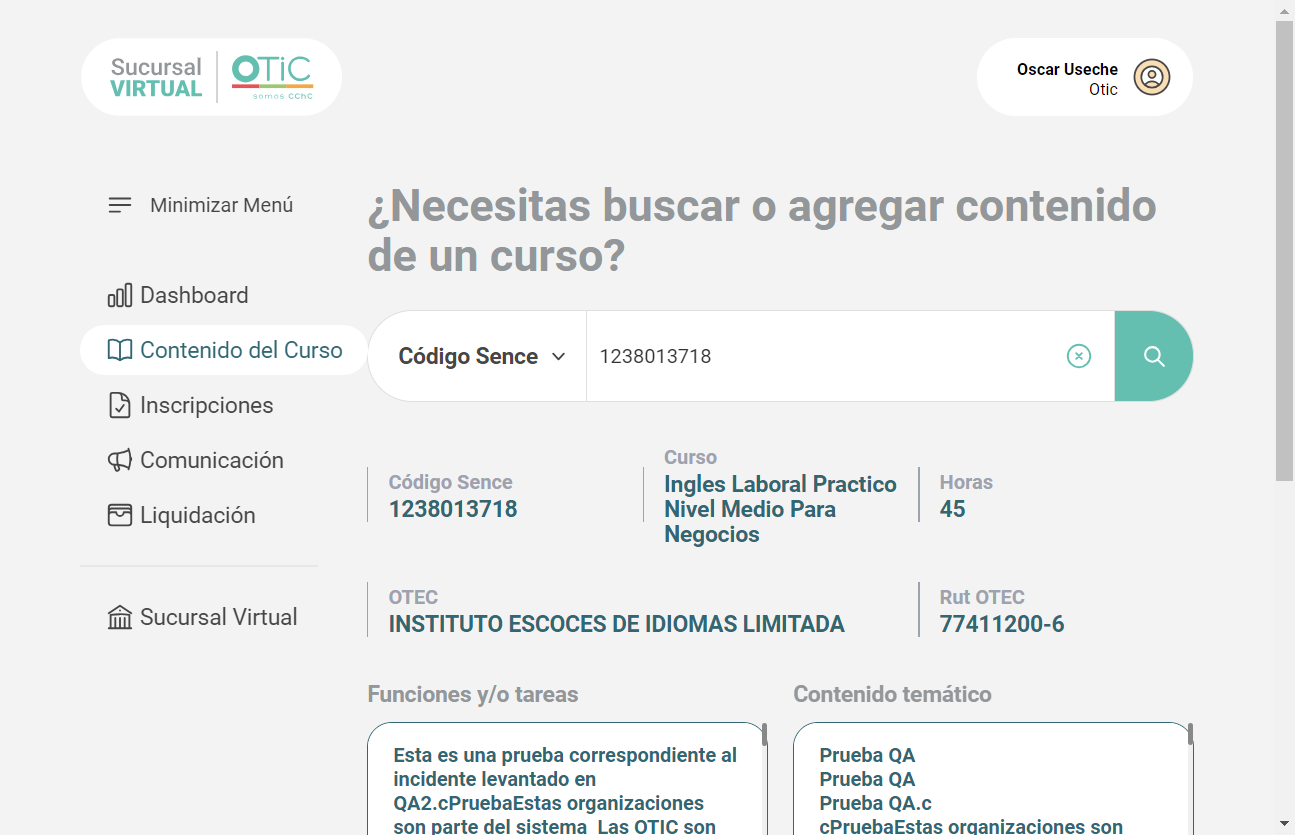 Sucursal
VIRTUAL
OTiC
somos CChC
Oscar Useche
Otic
Minimizar Menú
Dashboard
Contenido del Curso
Inscripciones
Comunicación
Liquidación
Sucursal Virtual
¿Necesitas buscar o agregar contenido
de un curso?
Código Sence
1238013718
Código Sence
1238013718
Curso
Ingles Laboral Practico
Nivel Medio Para
Negocios
Horas
45
OTEC
INSTITUTO ESCOCES DE IDIOMAS LIMITADA
Rut OTEC
77411200-6
Funciones y/o tareas
Esta es una prueba correspondiente al
incidente levantado en
QA2.cPruebaEstas organizaciones
son parte del sistema  Las OTIC son
Contenido temático
Prueba QA
Prueba QA
Prueba QA.c
cPruebaEstas organizaciones son